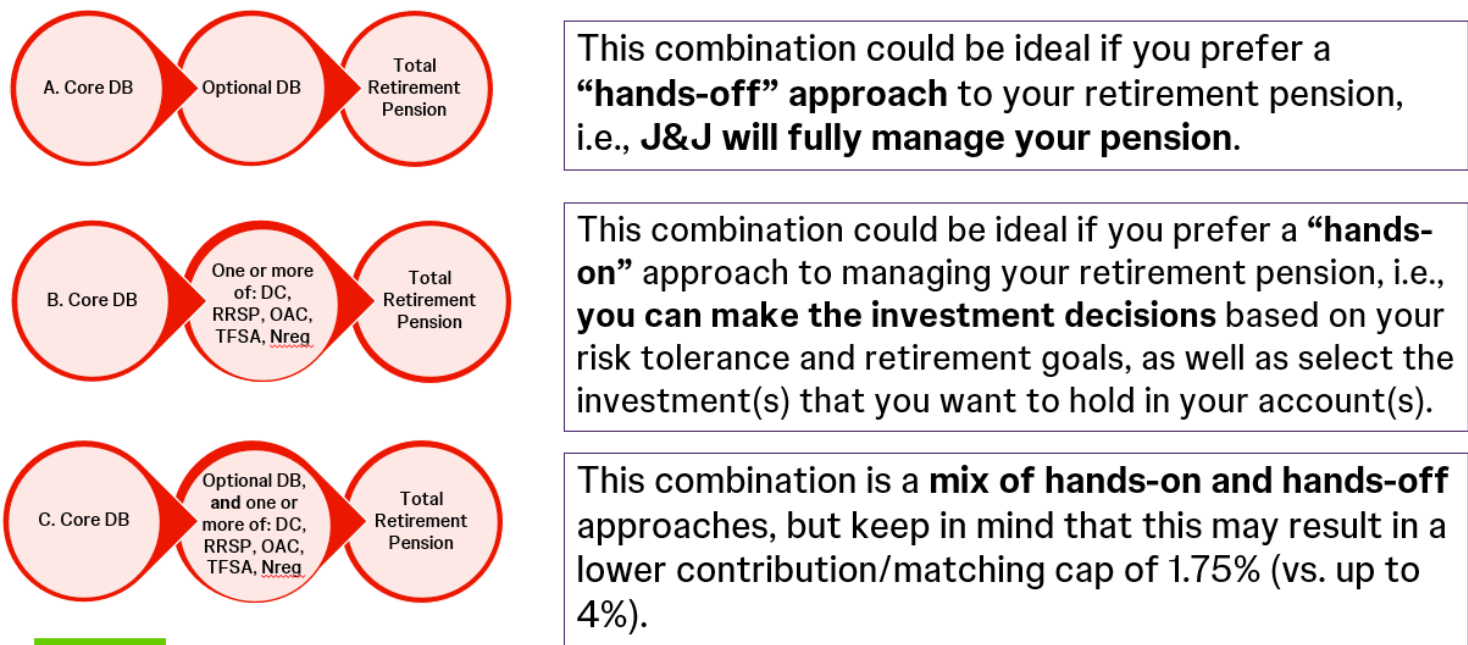 A. Core DB
Optional DB
Total
Retirement
Pension
This combination could be ideal if you prefer a
“hands-off” approach to your retirement pension,
i.e., J&J will fully manage your pension.
B. Core DB
One or more
of: DC,
RRSP, OAC,
TFSA, Nreg
Total
Retirement
Pension
This combination could be ideal if you prefer a “hands-
on” approach to managing your retirement pension, i.e.,
you can make the investment decisions based on your
risk tolerance and retirement goals, as well as select the
investment(s) that you want to hold in your account(s).
C. Core DB
Optional DB,
and one or
more of: DC,
RRSP, OAC,
TFSA, Nreg
Total
Retirement
Pension
This combination is a mix of hands-on and hands-off
approaches, but keep in mind that this may result in a
lower contribution/matching cap of 1.75% (vs. up to
4%).